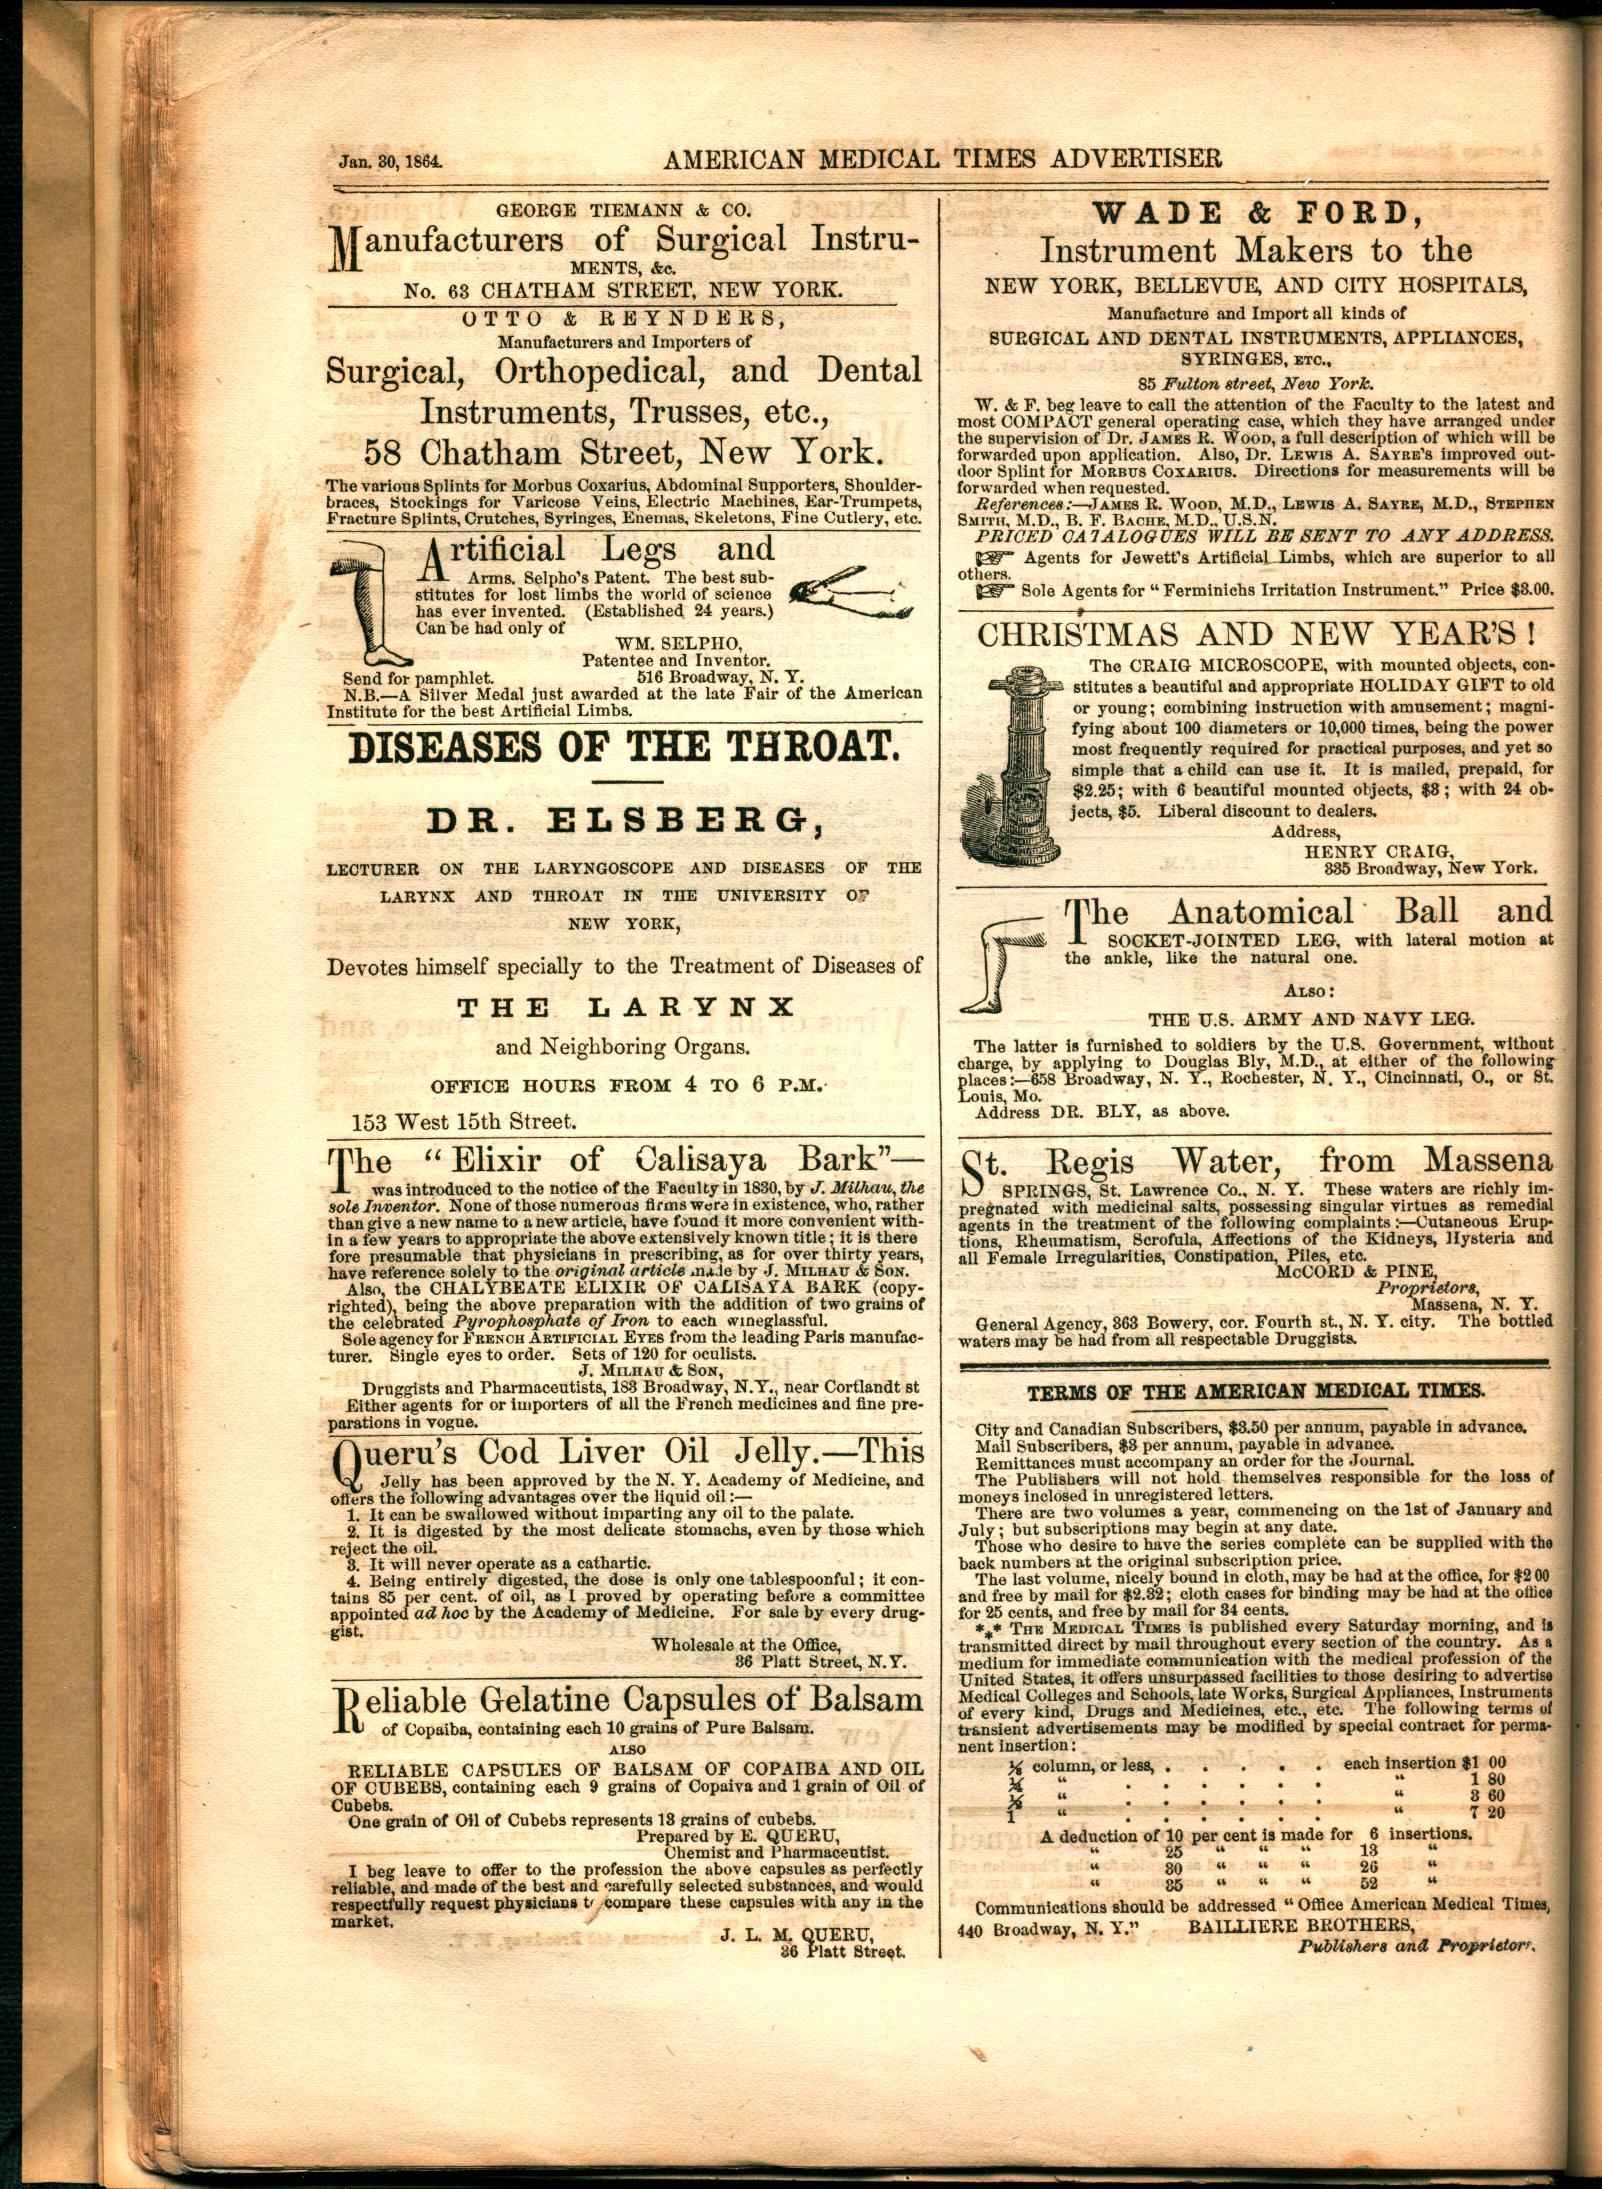 Jan. 30, 1864.
AMERICAN MEDICAL TIMES ADVERTISER
GEORGE TIEMANN & CO.
Manufacturers of Surgical Instru-
MENTS, &c.
No. 63 CHATHAM STREET, NEW YORK.
OTTO & REYNDERS,
Manufacturers and Importers of
Surgical, Orthopedical, and Dental
Instruments, Trusses, etc.,
58 Chatham Street, New York.
The various Splints for Morbus Coxarius, Abdominal Supporters, Shoulder-
braces, Stockings for Varicose Veins, Electric Machines, Ear-Trumpets,
Fracture Splints, Crutches, Syringes, Enemas, Skeletons, Fine Cutlery, etc.
Artificial Legs and
Arms. Selpho's Patent. The best sub-
stitutes for lost limbs the world of science
has ever invented. (Established 24 years.)
Can be had only of
WM. SELPHO,
Patentee and Inventor.
Send for pamphlet. 516 Broadway, N. Y.
N.B.—A Silver Medal just awarded at the late Fair of the American
Institute for the best Artificial Limbs.
DISEASES OF THE THROAT.
DR. ELSBERG,
LECTURER ON THE LARYNGOSCOPE AND DISEASES OF THE
LARYNX AND THROAT IN THE UNIVERSITY OF
NEW YORK,
Devotes himself specially to the Treatment of Diseases of
THE LARYNX
and Neighboring Organs.
OFFICE HOURS FROM 4 TO 6 P.M.
153 West 15th Street.
The "Elixir of Calisaya Bark"—
was introduced to the notice of the Faculty in 1830, by J. Milhau, the
sole Inventor. None of those numerous firms were in existence, who, rather
than give a new name to a new article, have found it more convenient with-
in a few years to appropriate the above extensively known title; it is there
fore presumable that physicians in prescribing, as for over thirty years,
have reference solely to the original article made by J. MILHAU & SON.
Also, the CHALYBEATE ELIXIR OF CALISAYA BARK (copy-
righted), being the above preparation with the addition of two grains of
the celebrated Pyrophosphate of Iron to each wineglassful.
Sole agency for FRENCH ARTIFICIAL EYES from the leading Paris manufac-
turer. Single eyes to order. Sets of 120 for oculists.
J. MILHAU & SON,
Druggists and Pharmaceutists, 183 Broadway, N.Y., near Cortlandt st
Either agents for or importers of all the French medicines and fine pre-
parations in vogue.
Queru's Cod Liver Oil Jelly.—This
Jelly has been approved by the N. Y. Academy of Medicine, and
offers the following advantages over the liquid oil:—
1. It can be swallowed without imparting any oil to the palate.
2. It is digested by the most delicate stomachs, even by those which
reject the oil.
3. It will never operate as a cathartic.
4. Being entirely digested, the dose is only one tablespoonful; it con-
tains 85 per cent. of oil, as I proved by operating before a committee
appointed ad hoc by the Academy of Medicine. For sale by every drug-
gist.
Wholesale at the Office,
36 Platt Street, N.Y.
Reliable Gelatine Capsules of Balsam
of Copaiba, containing each 10 grains of Pure Balsam.
ALSO
RELIABLE CAPSULES OF BALSAM OF COPAIBA AND OIL
OF CUBEBS, containing each 9 grains of Copaiva and 1 grain of Oil of
Cubebs.
One grain of Oil of Cubebs represents 13 grains of cubebs.
Prepared by E. QUERU,
Chemist and Pharmaceutist.
I beg leave to offer to the profession the above capsules as perfectly
reliable, and made of the best and carefully selected substances, and would
respectfully request physicians to compare these capsules with any in the
market.
J. L. M. QUERU,
36 Platt Street.
WADE & FORD,
Instrument Makers to the
NEW YORK, BELLEVUE, AND CITY HOSPITALS,
Manufacture and Import all kinds of
SURGICAL AND DENTAL INSTRUMENTS, APPLIANCES,
SYRINGES, ETC.,
85 Fulton street, New York.
W. & F. beg leave to call the attention of the Faculty to the latest and
most COMPACT general operating case, which they have arranged under
the supervision of Dr. JAMES R. WOOD, a full description of which will be
forwarded upon application. Also, Dr. LEWIS A. SAYRE's improved out-
door Splint for MORBUS COXARIUS. Directions for measurements will be
forwarded when requested.
References:—JAMES R. WOOD, M.D., LEWIS A. SAYRE, M.D., STEPHEN
SMITH, M.D., B. F. BACHE, M.D., U.S.N.
PRICED CATALOGUES WILL BE SENT TO ANY ADDRESS.
☞ Agents for Jewett's Artificial Limbs, which are superior to all
others.
☞ Sole Agents for "Ferminichs Irritation Instrument." Price $3.00.
CHRISTMAS AND NEW YEAR'S!
The CRAIG MICROSCOPE, with mounted objects, con-
stitutes a beautiful and appropriate HOLIDAY GIFT to old
or young; combining instruction with amusement; magni-
fying about 100 diameters or 10,000 times, being the power
most frequently required for practical purposes, and yet so
simple that a child can use it. It is mailed, prepaid, for
$2.25; with 6 beautiful mounted objects, $3; with 24 ob-
jects, $5. Liberal discount to dealers.
Address,
HENRY CRAIG,
335 Broadway, New York.
The Anatomical Ball and
SOCKET-JOINTED LEG, with lateral motion at
the ankle, like the natural one.
ALSO:
THE U.S. ARMY AND NAVY LEG.
The latter is furnished to soldiers by the U.S. Government, without
charge, by applying to Douglas Bly, M.D., at either of the following
places:—658 Broadway, N. Y., Rochester, N. Y., Cincinnati, O., or St.
Louis, Mo.
Address DR. BLY, as above.
St. Regis Water, from Massena
SPRINGS, St. Lawrence Co., N. Y. These waters are richly im-
pregnated with medicinal salts, possessing singular virtues as remedial
agents in the treatment of the following complaints:—Cutaneous Erup-
tions, Rheumatism, Scrofula, Affections of the Kidneys, Hysteria and
all Female Irregularities, Constipation, Piles, etc.
McCORD & PINE,
Proprietors,
Massena, N. Y.
General Agency, 363 Bowery, cor. Fourth st., N. Y. city. The bottled
waters may be had from all respectable Druggists.
TERMS OF THE AMERICAN MEDICAL TIMES.
City and Canadian Subscribers, $3.50 per annum, payable in advance.
Mail Subscribers, $3 per annum, payable in advance.
Remittances must accompany an order for the Journal.
The Publishers will not hold themselves responsible for the loss of
moneys inclosed in unregistered letters.
There are two volumes a year, commencing on the 1st of January and
July; but subscriptions may begin at any date.
Those who desire to have the series complete can be supplied with the
back numbers at the original subscription price.
The last volume, nicely bound in cloth, may be had at the office, for $2 00
and free by mail for $2.32; cloth cases for binding may be had at the office
for 25 cents, and free by mail for 34 cents.
*** THE MEDICAL TIMES is published every Saturday morning, and is
transmitted direct by mail throughout every section of the country. As a
medium for immediate communication with the medical profession of the
United States, it offers unsurpassed facilities to those desiring to advertise
Medical Colleges and Schools, late Works, Surgical Appliances, Instruments
of every kind, Drugs and Medicines, etc., etc. The following terms of
transient advertisements may be modified by special contract for perma-
nent insertion:
⅛ column, or less, . . . . . each insertion $1 00
¼ " . . . . . . " 1 80
½ " . . . . . . " 3 60
1 " . . . . . . " 7 20
A deduction of 10 per cent is made for 6 insertions.
" 25 " " " 13 "
" 30 " " " 26 "
" 35 " " " 52 "
Communications should be addressed "Office American Medical Times,
440 Broadway, N. Y." BAILLIERE BROTHERS,
Publishers and Proprietors.